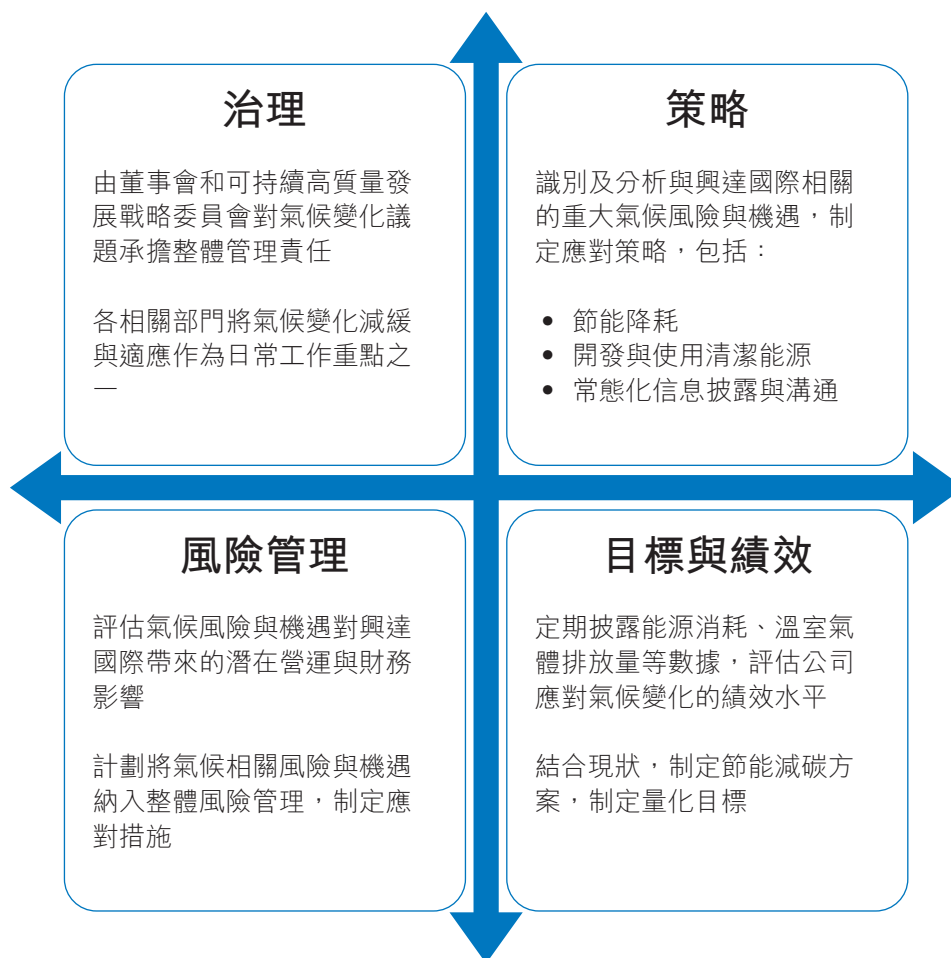 治理
由董事會和可持續高質量發
展戰略委員會對氣候變化議
題承擔整體管理責任
各相關部門將氣候變化減緩
與適應作為日常工作重點之
一
策略
識別及分析與興達國際相關
的重大氣候風險與機遇，制
定應對策略，包括：
• 節能降耗
• 開發與使用清潔能源
• 常態化信息披露與溝通
風險管理
評估氣候風險與機遇對興達
國際帶來的潛在營運與財務
影響
計劃將氣候相關風險與機遇
納入整體風險管理，制定應
對措施
目標與績效
定期披露能源消耗、溫室氣
體排放量等數據，評估公司
應對氣候變化的績效水平
結合現狀，制定節能減碳方
案，制定量化目標